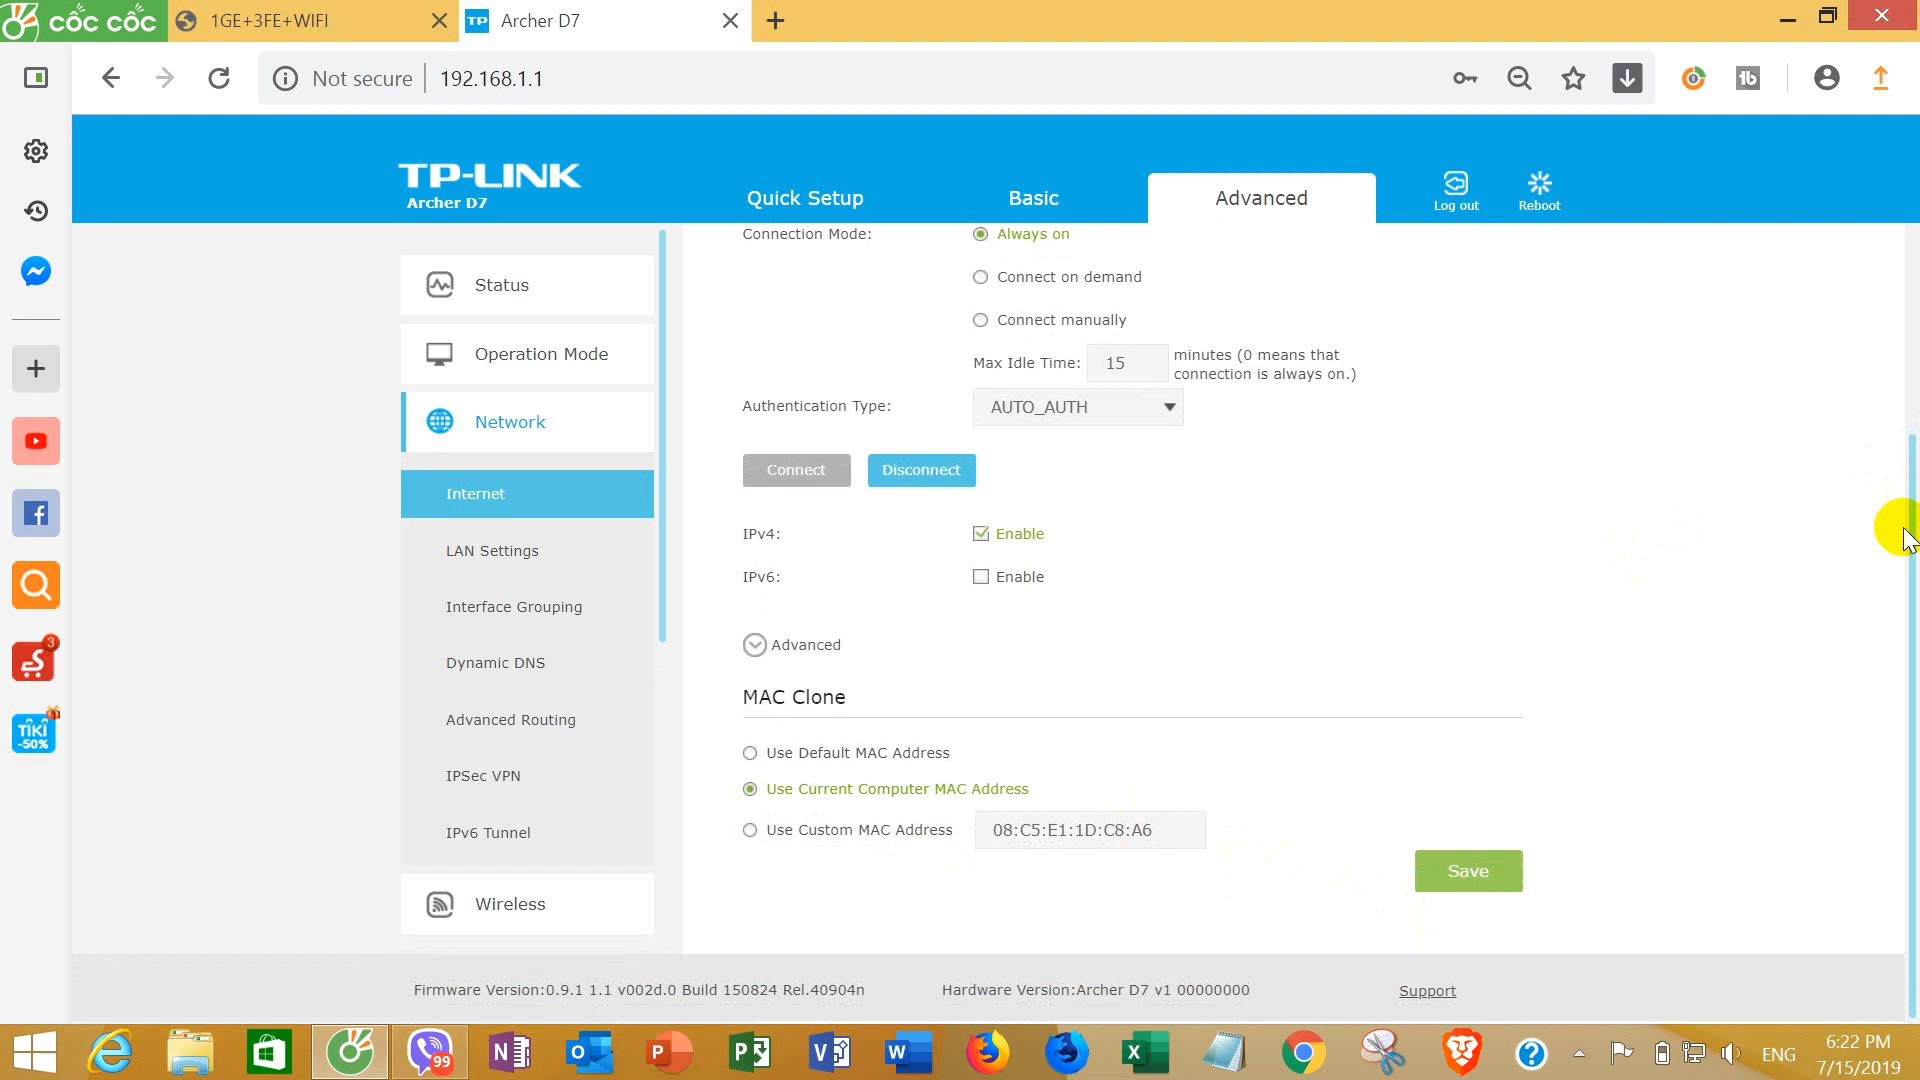 cốc cốc
1GE+3FE+WIFI
TP
Archer D7
Not secure
192.168.1.1
TP-LINK
Archer D7
Quick Setup
Basic
Advanced
Log out
Reboot
Connection Mode:
Always on
Connect on demand
Connect manually
Max Idle Time:
15
minutes (0 means that
connection is always on.)
Authentication Type:
AUTO_AUTH
Connect
Disconnect
IPv4:
Enable
IPv6:
Enable
Advanced
MAC Clone
Use Default MAC Address
Use Current Computer MAC Address
Use Custom MAC Address
08:C5:E1:1D:C8:A6
Save
Status
Operation Mode
Network
Internet
LAN Settings
Interface Grouping
Dynamic DNS
Advanced Routing
IPSec VPN
IPv6 Tunnel
Wireless
3
TIKI
-50%
Firmware Version:0.9.1 1.1 v002d.0 Build 150824 Rel.40904n
Hardware Version:Archer D7 v1 00000000
Support
99
ENG
6:22 PM
7/15/2019